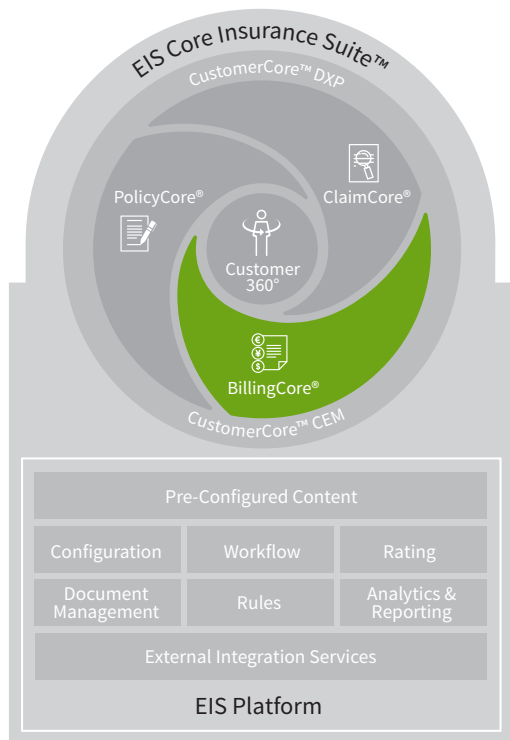 EIS Core Insurance Suite™
CustomerCore™ DXP
PolicyCore®
ClaimCore®
Customer
360°
€
¥
$
BillingCore®
CustomerCore™ CEM
Pre-Configured Content
Configuration
Workflow
Rating
Document
Management
Rules
Analytics &
Reporting
External Integration Services
EIS Platform